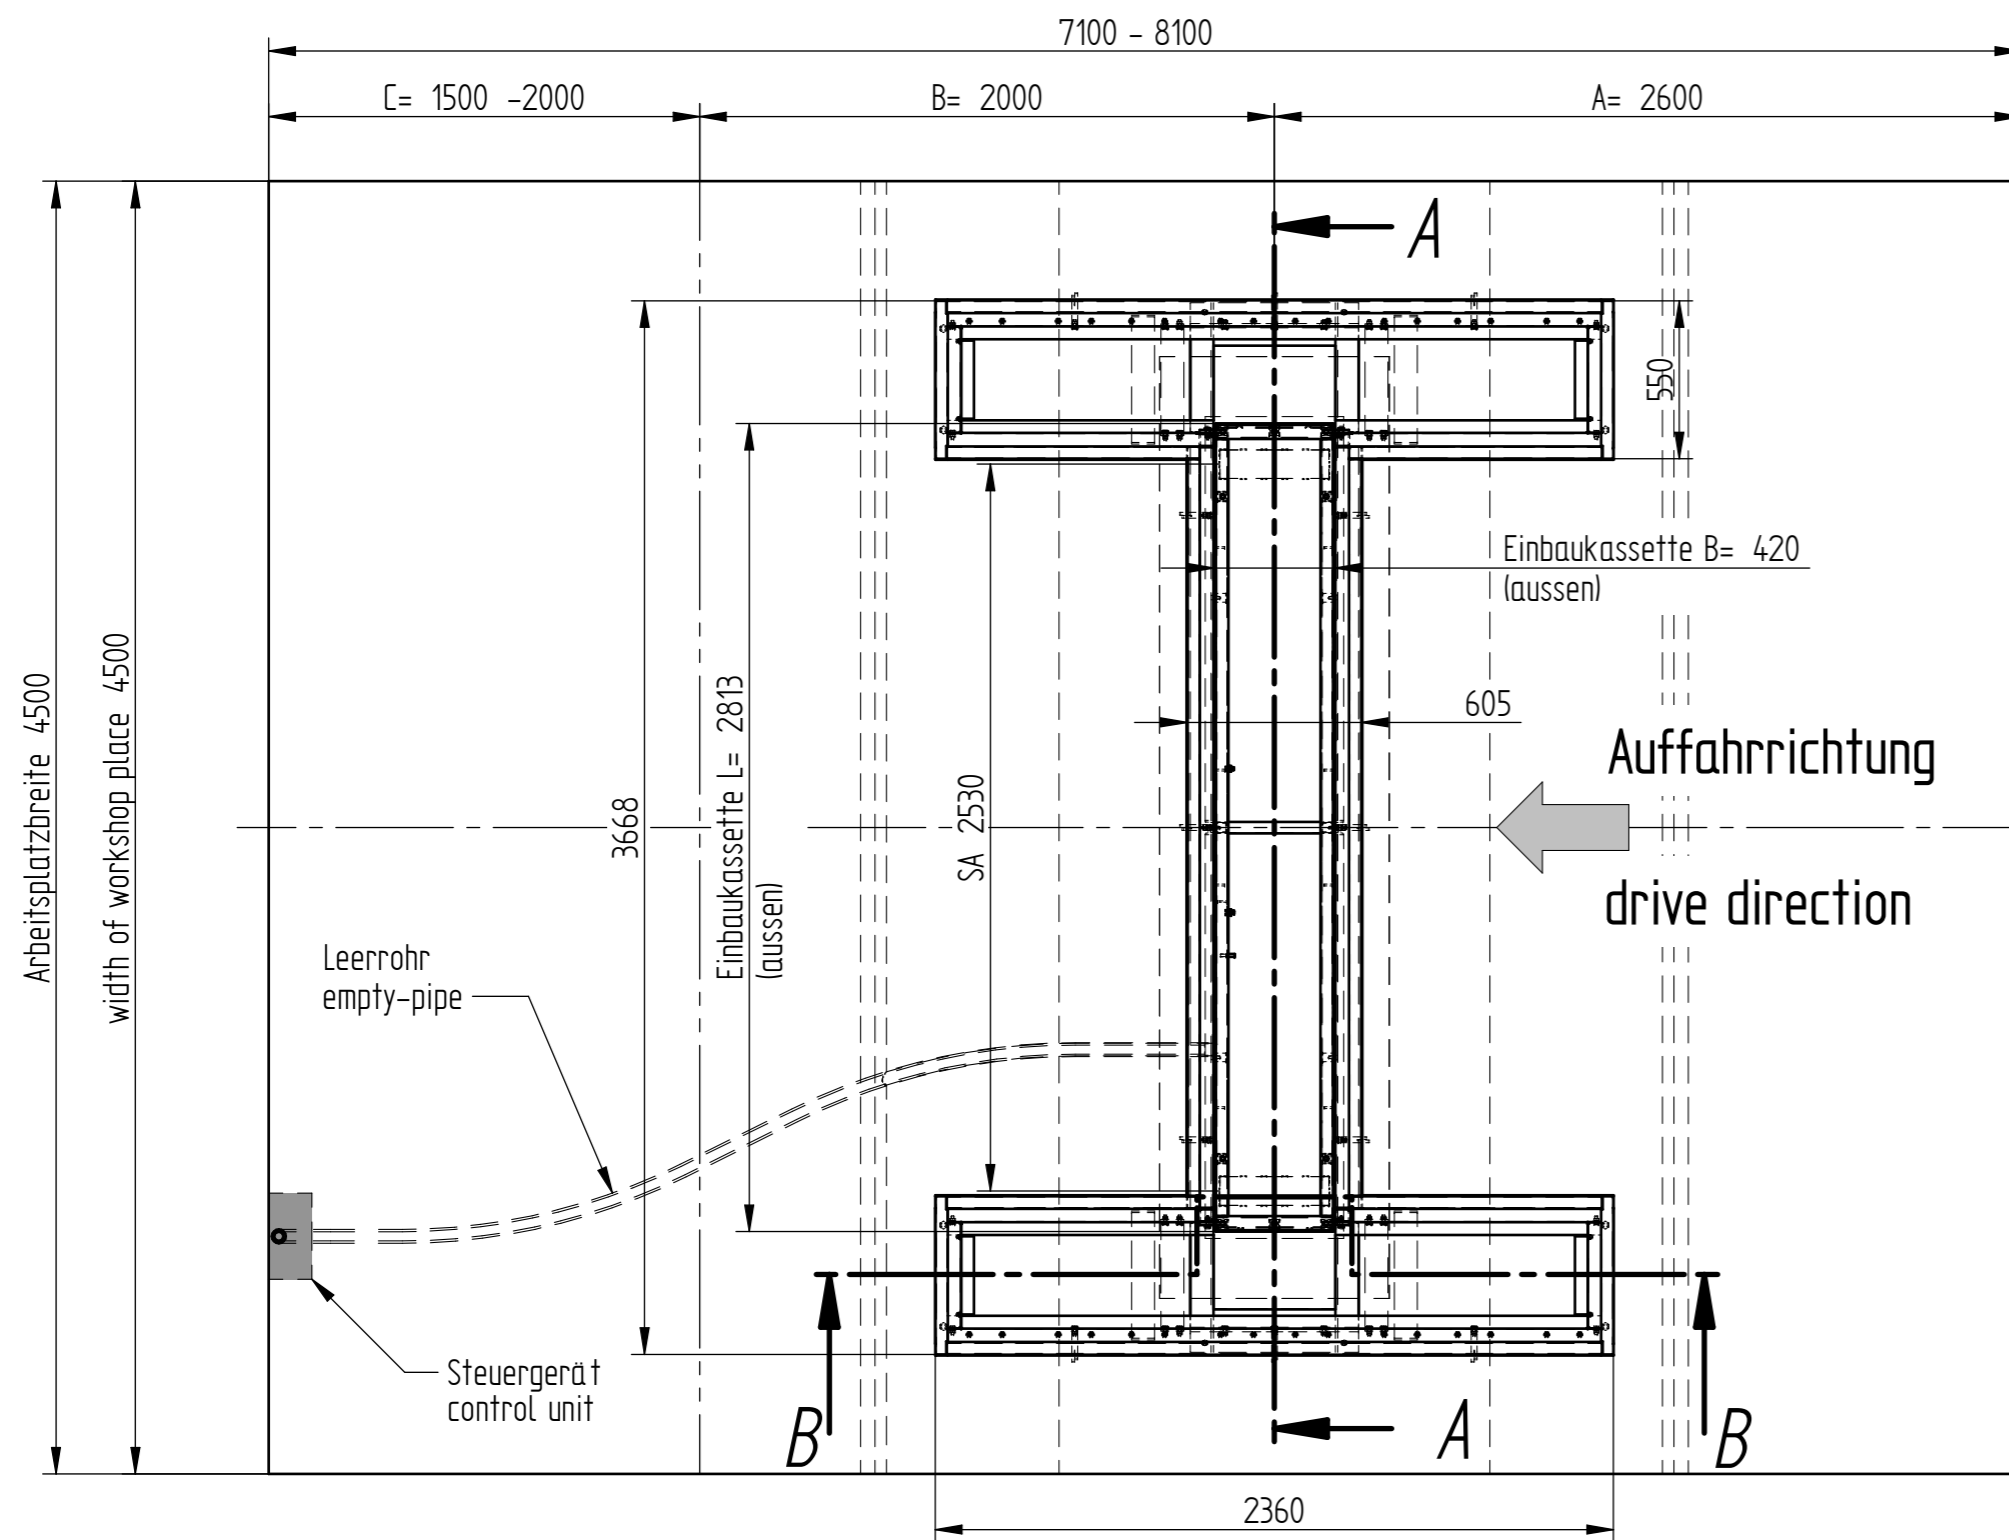 7100 - 8100
C= 1500 -2000
B= 2000
A= 2600
A
550
Einbaukassette B= 420
(aussen)
605
Auffahrrichtung
drive direction
Arbeitsplatzbreite 4500
width of workshop place 4500
3668
Einbaukassette L= 2813
(aussen)
SA 2530
Leerrohr
empty-pipe
Steuergerät
control unit
B
A
B
2360